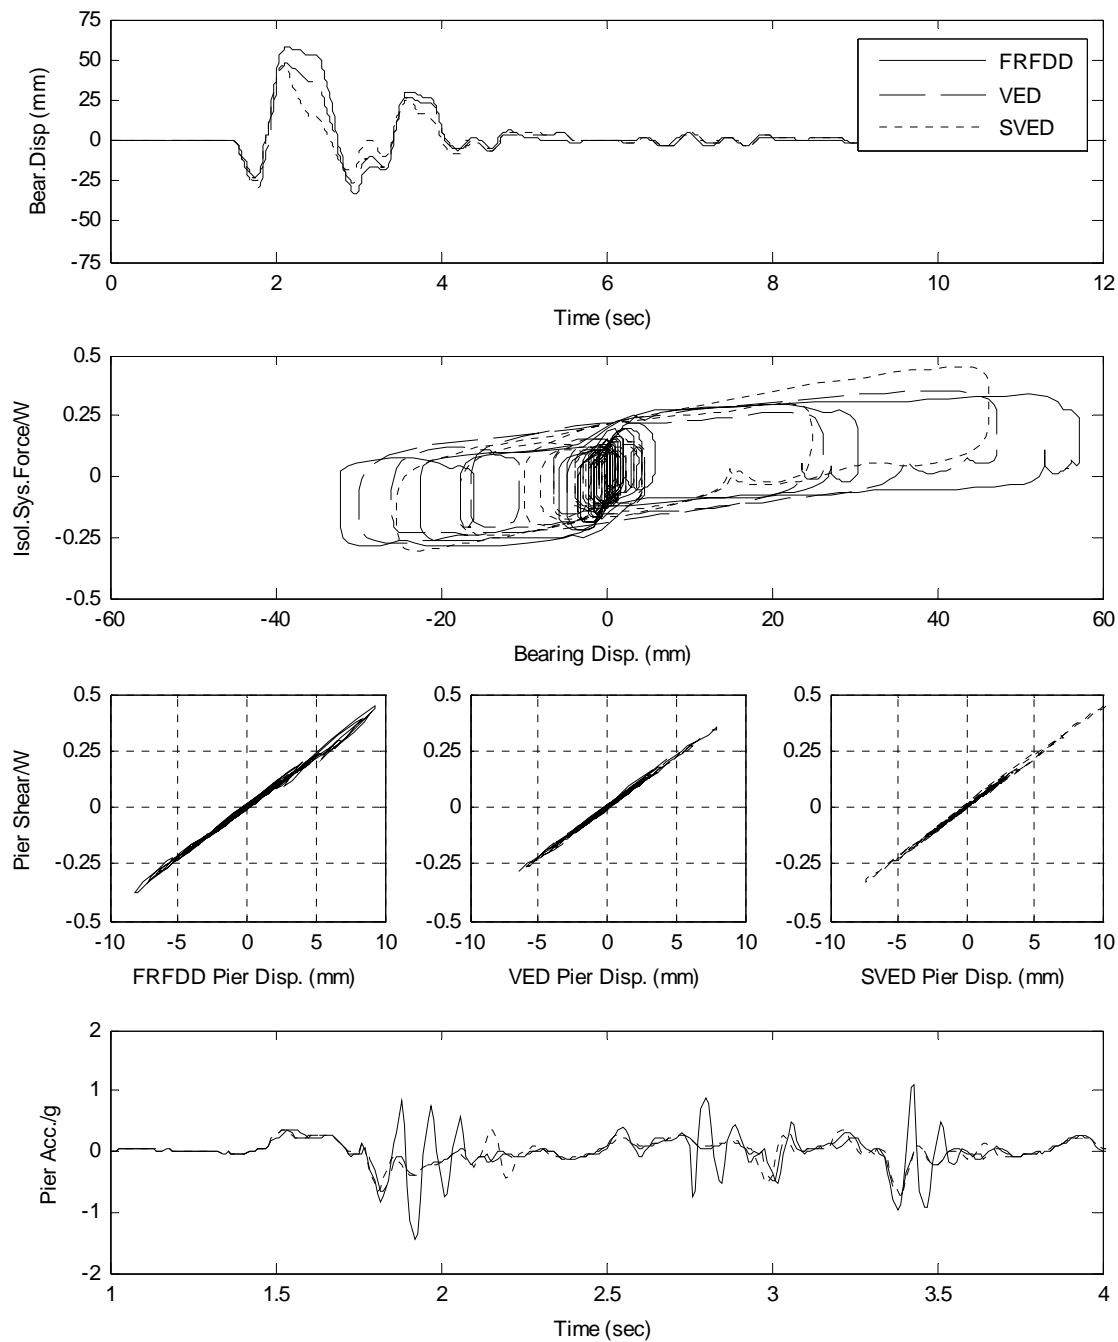 75
50
25
0
-25
-50
-75
Bear.Disp (mm)
FRFDD
VED
SVED
0 2 4 6 8 10 12
Time (sec)
0.5
0.25
0
-0.25
-0.5
Isol.Sys.Force/W
-60 -40 -20 0 20 40 60
Bearing Disp. (mm)
0.5 0.5 0.5
0.25 0.25 0.25
0 0 0
-0.25 -0.25 -0.25
-0.5 -0.5 -0.5
Pier Shear/W
-10 -5 0 5 10 -10 -5 0 5 10 -10 -5 0 5 10
FRFDD Pier Disp. (mm) VED Pier Disp. (mm) SVED Pier Disp. (mm)
2
1
0
-1
-2
Pier Acc./g
1 1.5 2 2.5 3 3.5 4
Time (sec)